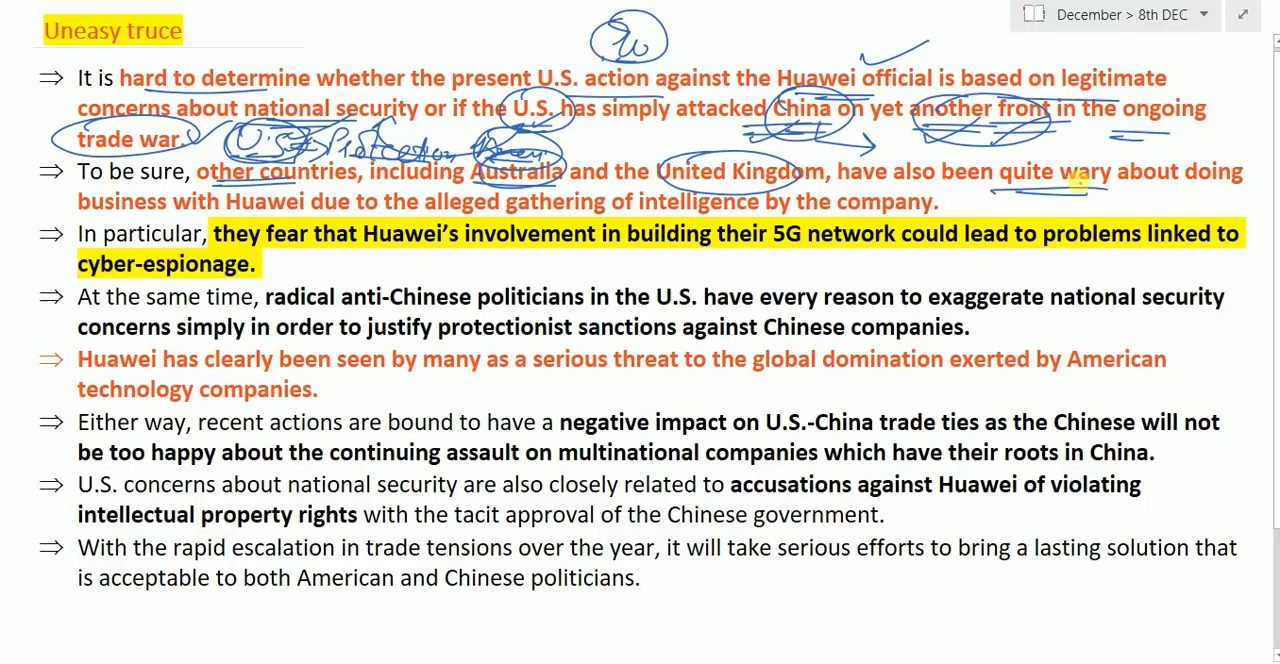 December > 8th DEC
Uneasy truce
⇒ It is hard to determine whether the present U.S. action against the Huawei official is based on legitimate
concerns about national security or if the U.S. has simply attacked China on yet another front in the ongoing
trade war.
U.S.
⇒ To be sure, other countries, including Australia and the United Kingdom, have also been quite wary about doing
business with Huawei due to the alleged gathering of intelligence by the company.
⇒ In particular, they fear that Huawei’s involvement in building their 5G network could lead to problems linked to
cyber-espionage.
⇒ At the same time, radical anti-Chinese politicians in the U.S. have every reason to exaggerate national security
concerns simply in order to justify protectionist sanctions against Chinese companies.
⇒ Huawei has clearly been seen by many as a serious threat to the global domination exerted by American
technology companies.
⇒ Either way, recent actions are bound to have a negative impact on U.S.-China trade ties as the Chinese will not
be too happy about the continuing assault on multinational companies which have their roots in China.
⇒ U.S. concerns about national security are also closely related to accusations against Huawei of violating
intellectual property rights with the tacit approval of the Chinese government.
⇒ With the rapid escalation in trade tensions over the year, it will take serious efforts to bring a lasting solution that
is acceptable to both American and Chinese politicians.